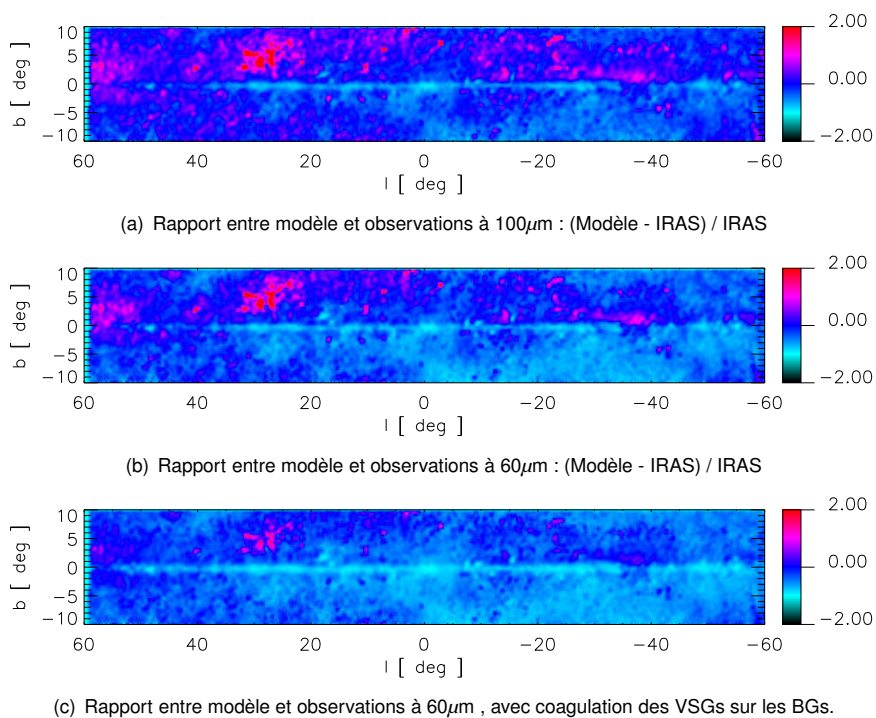 10
5
0
−5
−10
b [ deg ]
60 40 20 0 −20 −40 −60
l [ deg ]
2.00
0.00
−2.00
(a) Rapport entre modèle et observations à 100μm : (Modèle - IRAS) / IRAS
10
5
0
−5
−10
b [ deg ]
60 40 20 0 −20 −40 −60
l [ deg ]
2.00
0.00
−2.00
(b) Rapport entre modèle et observations à 60μm : (Modèle - IRAS) / IRAS
10
5
0
−5
−10
b [ deg ]
60 40 20 0 −20 −40 −60
l [ deg ]
2.00
0.00
−2.00
(c) Rapport entre modèle et observations à 60μm , avec coagulation des VSGs sur les BGs.